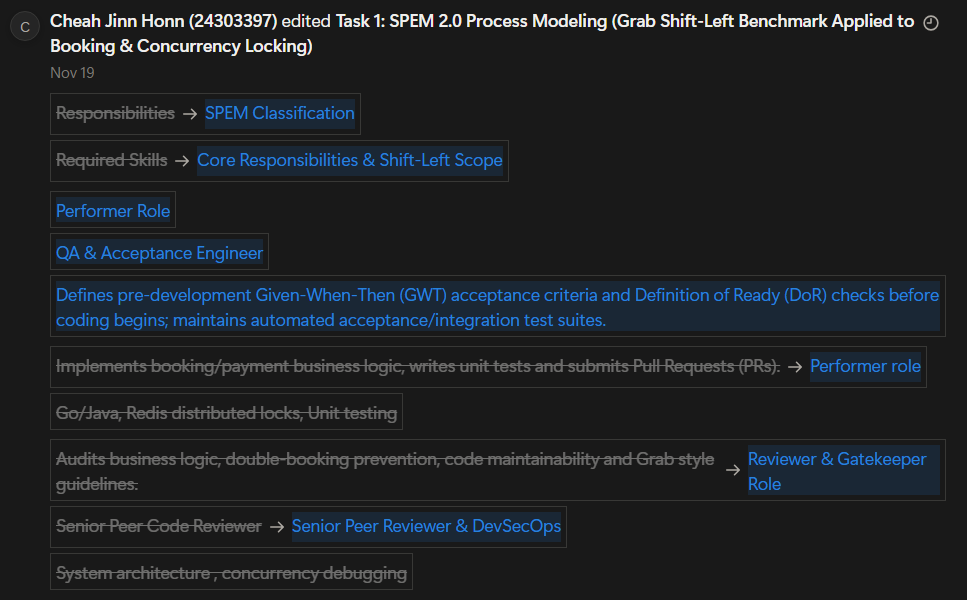 C
Cheah Jinn Honn (24303397) edited Task 1: SPEM 2.0 Process Modeling (Grab Shift-Left Benchmark Applied to
Booking & Concurrency Locking)
Nov 19
Responsibilities → SPEM Classification
Required Skills → Core Responsibilities & Shift-Left Scope
Performer Role
QA & Acceptance Engineer
Defines pre-development Given-When-Then (GWT) acceptance criteria and Definition of Ready (DoR) checks before
coding begins; maintains automated acceptance/integration test suites.
Implements booking/payment business logic, writes unit tests and submits Pull Requests (PRs). → Performer role
Go/Java, Redis distributed locks, Unit testing
Audits business logic, double-booking prevention, code maintainability and Grab style
guidelines.
→ Reviewer & Gatekeeper
Role
Senior Peer Code Reviewer → Senior Peer Reviewer & DevSecOps
System architecture , concurrency debugging